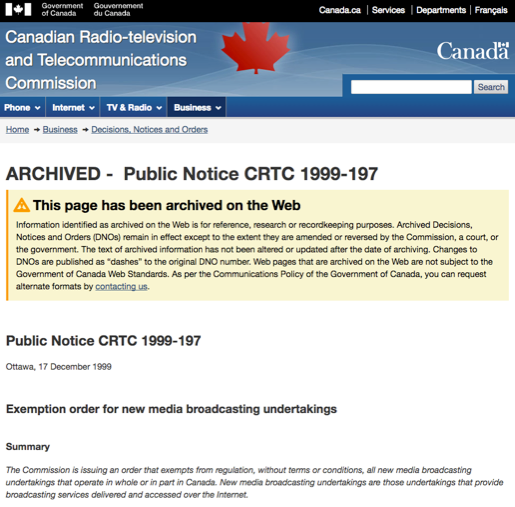 Government of Canada
Gouvernement du Canada
Canada.ca | Services | Departments | Français
Canadian Radio-television
and Telecommunications
Commission
Canada
Search
Phone Internet TV & Radio Business
Home → Business → Decisions, Notices and Orders
ARCHIVED - Public Notice CRTC 1999-197
This page has been archived on the Web
Information identified as archived on the Web is for reference, research or recordkeeping purposes. Archived Decisions,
Notices and Orders (DNOs) remain in effect except to the extent they are amended or reversed by the Commission, a court, or
the government. The text of archived information has not been altered or updated after the date of archiving. Changes to
DNOs are published as "dashes" to the original DNO number. Web pages that are archived on the Web are not subject to the
Government of Canada Web Standards. As per the Communications Policy of the Government of Canada, you can request
alternate formats by contacting us.
Public Notice CRTC 1999-197
Ottawa, 17 December 1999
Exemption order for new media broadcasting undertakings
Summary
The Commission is issuing an order that exempts from regulation, without terms or conditions, all new media broadcasting
undertakings that operate in whole or in part in Canada. New media broadcasting undertakings are those undertakings that provide
broadcasting services delivered and accessed over the Internet.